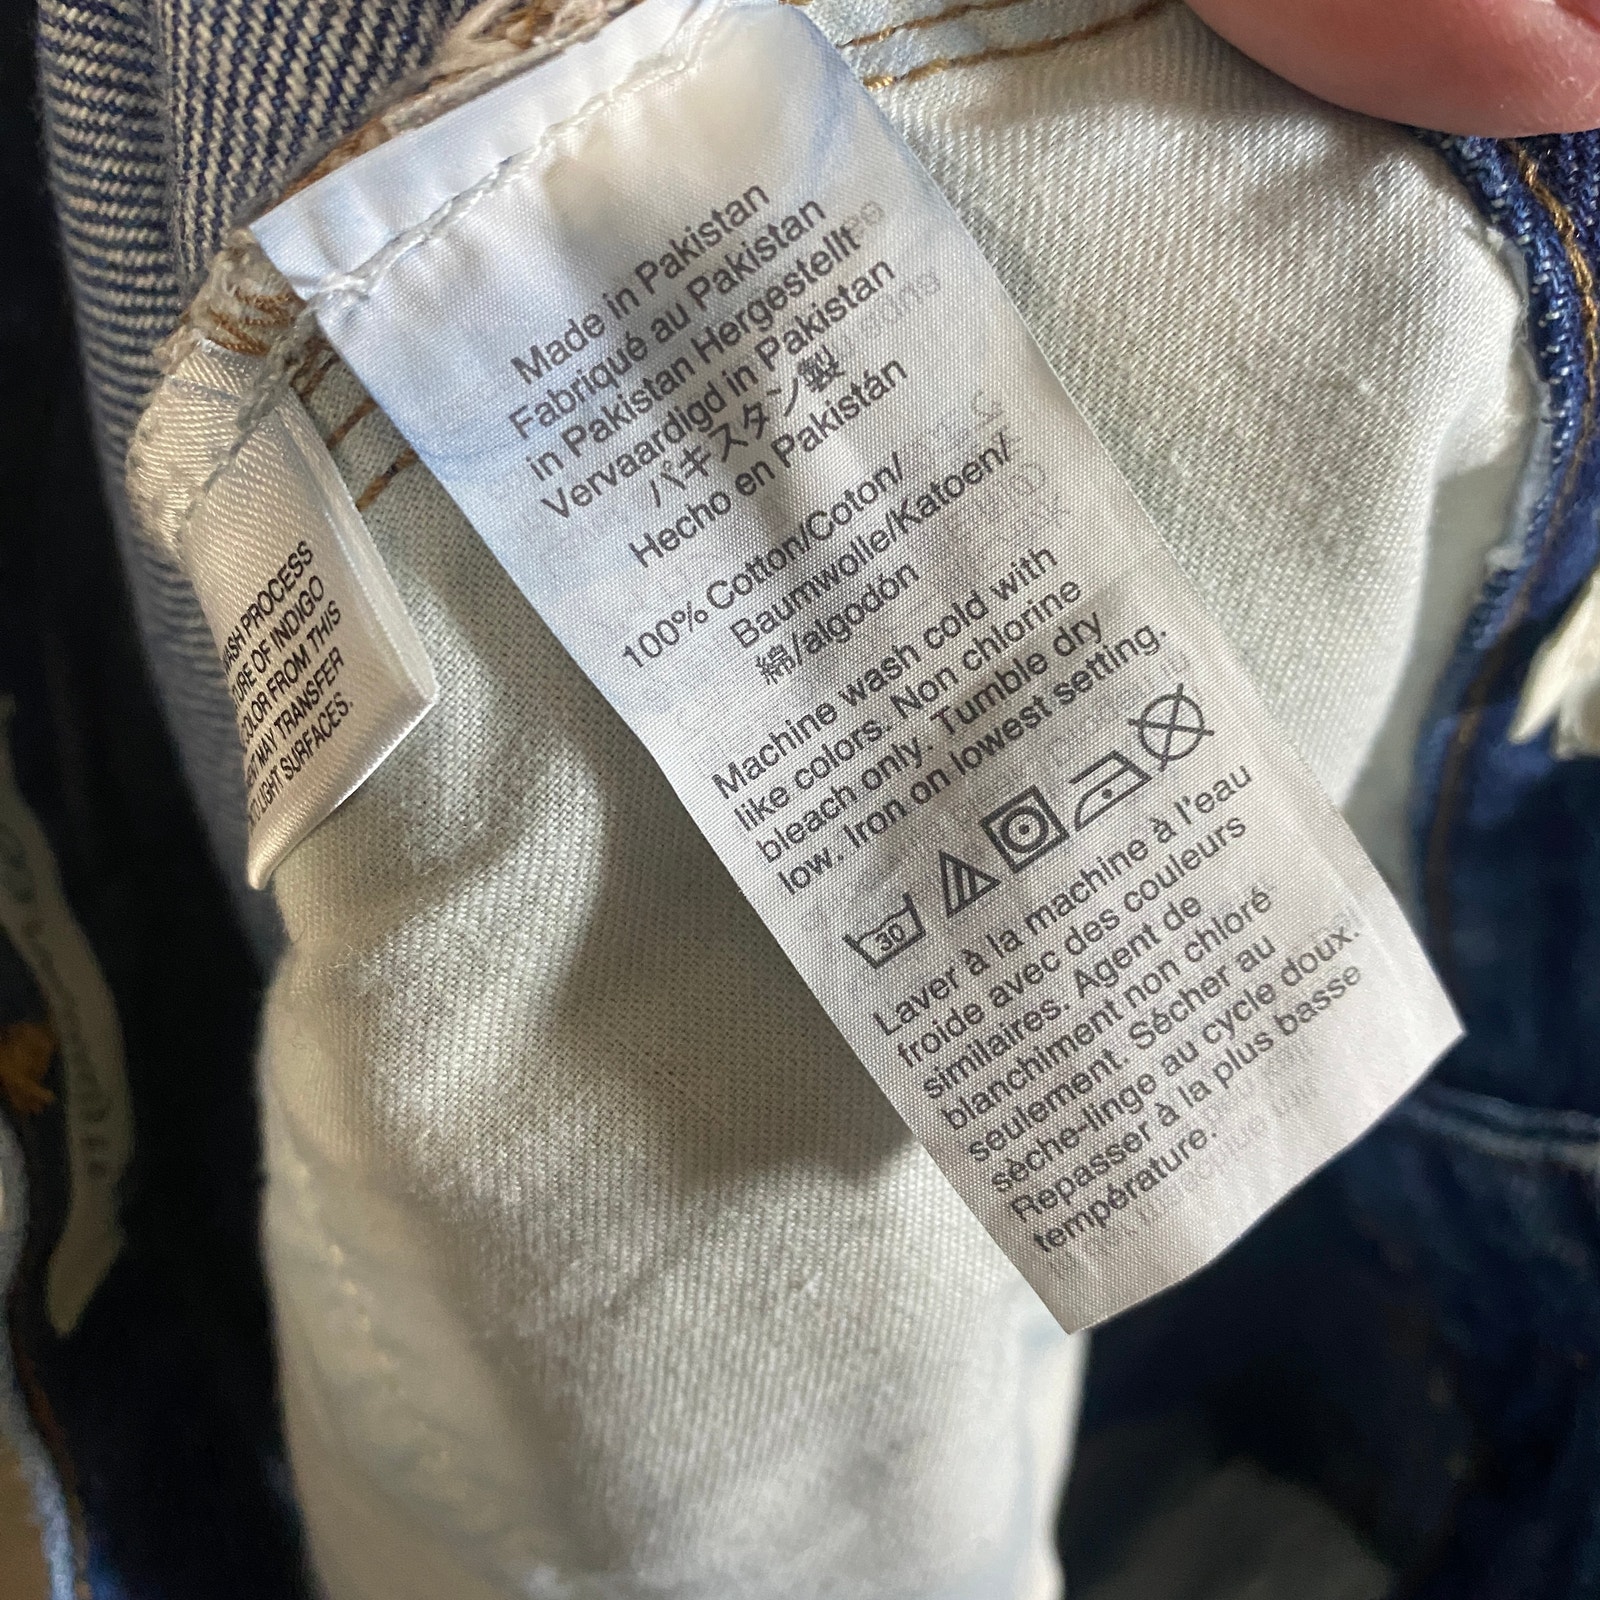 Made in Pakistan
Fabriqué au Pakistan
in Pakistan Hergestellt
Vervaardigd in Pakistan
パキスタン製
Hecho en Pakistán
100% Cotton/Coton/
Baumwolle/Katoen/
綿/algodón
Machine wash cold with
like colors. Non chlorine
bleach only. Tumble dry
low. Iron on lowest setting.
30
Laver à la machine à l'eau
froide avec des couleurs
similaires. Agent de
blanchiment non chloré
seulement. Sécher au
sèche-linge au cycle doux.
Repasser à la plus basse
température.
PROCESS
OF INDIGO
COLOR FROM THIS
MAY TRANSFER
LIGHT SURFACES.